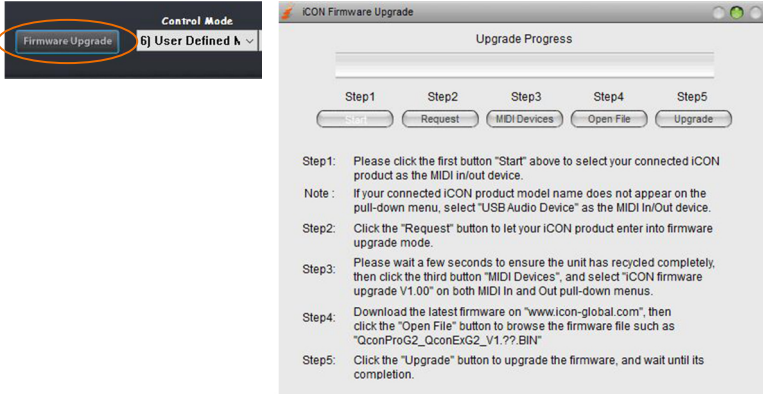 Control Mode
Firmware Upgrade
6) User Defined M
iCON Firmware Upgrade
Upgrade Progress
Step1 Step2 Step3 Step4 Step5
Start Request MIDI Devices Open File Upgrade
Step1: Please click the first button "Start" above to select your connected iCON
product as the MIDI in/out device.
Note : If your connected iCON product model name does not appear on the
pull-down menu, select "USB Audio Device" as the MIDI In/Out device.
Step2: Click the "Request" button to let your iCON product enter into firmware
upgrade mode.
Step3: Please wait a few seconds to ensure the unit has recycled completely,
then click the third button "MIDI Devices", and select "iCON firmware
upgrade V1.00" on both MIDI In and Out pull-down menus.
Step4: Download the latest firmware on "www.icon-global.com", then
click the "Open File" button to browse the firmware file such as
"QconProG2_QconExG2_V1.??.BIN"
Step5: Click the "Upgrade" button to upgrade the firmware, and wait until its
completion.